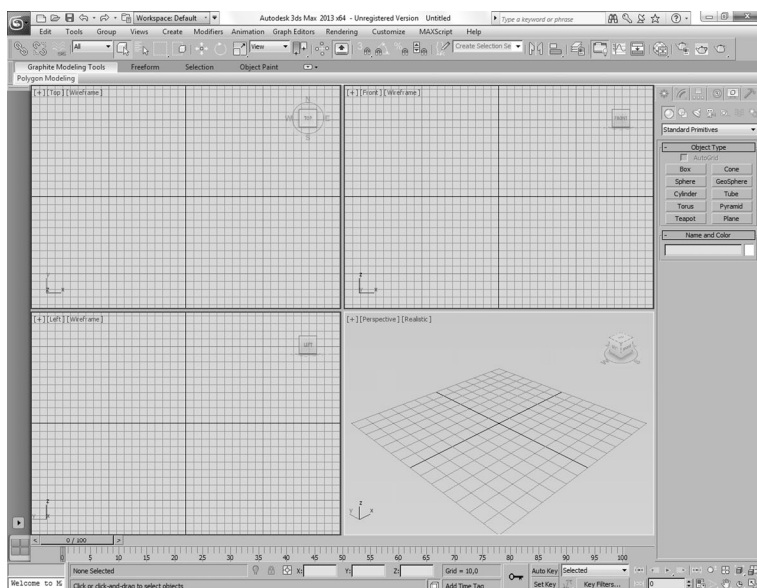 Workspace: Default
Autodesk 3ds Max 2013 x64 - Unregistered Version Untitled
Type a keyword or phrase
Edit Tools Group Views Create Modifiers Animation Graph Editors Rendering Customize MAXScript Help
All
View
Create Selection Se
Graphite Modeling Tools Freeform Selection Object Paint
Polygon Modeling
[+][Top][Wireframe]
N
W TOP E
S
[+][Front][Wireframe]
FRONT
Standard Primitives
- Object Type
AutoGrid
Box Cone
Sphere GeoSphere
Cylinder Tube
Torus Pyramid
Teapot Plane
- Name and Color
y
z x
z
x
[+][Left][Wireframe]
LEFT
[+][Perspective][Realistic]
z
y
z
y x
< 0 / 100 >
0 5 10 15 20 25 30 35 40 45 50 55 60 65 70 75 80 85 90 95 100
None Selected X: Y: Z: Grid = 10,0 Auto Key Selected
Welcome to M Click or click-and-drag to select objects Add Time Tag Set Key Key Filters... 0